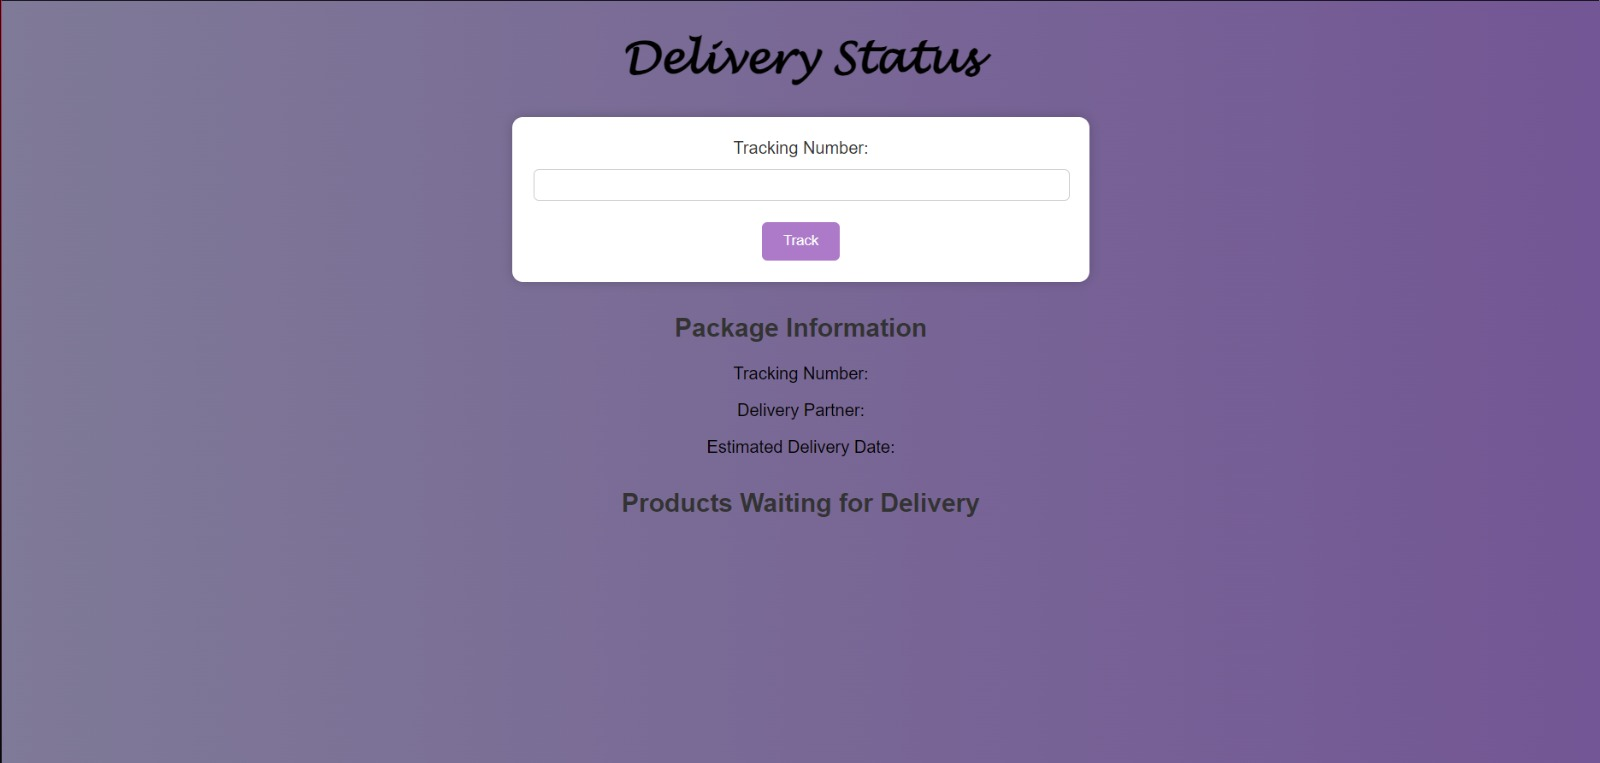 Delivery Status
Tracking Number:
Track
Package Information
Tracking Number:
Delivery Partner:
Estimated Delivery Date:
Products Waiting for Delivery